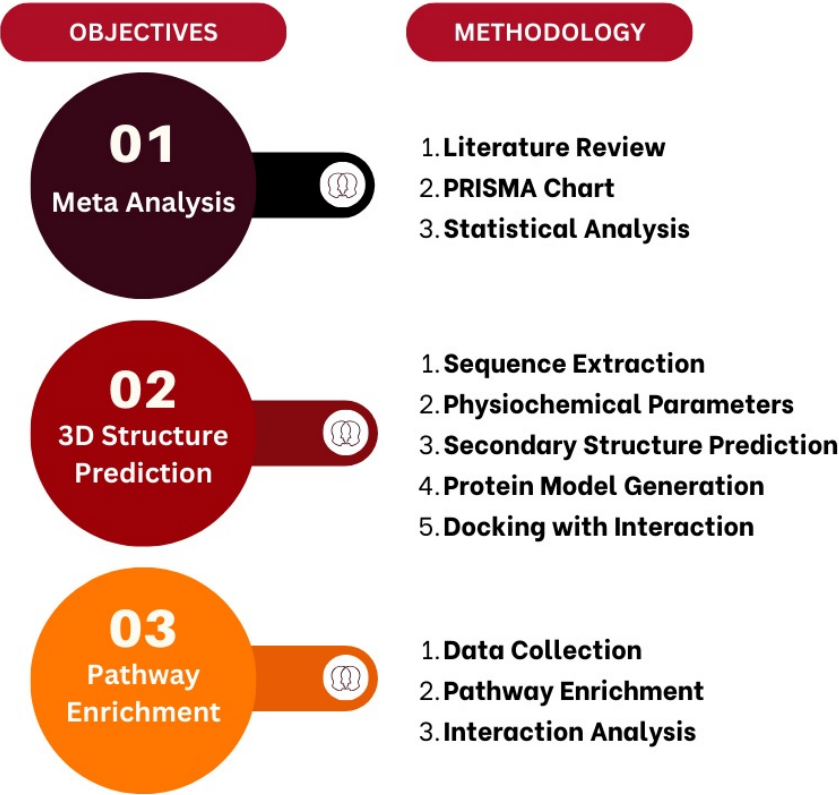 OBJECTIVES
METHODOLOGY
01
Meta Analysis
1. Literature Review
2. PRISMA Chart
3. Statistical Analysis
02
3D Structure
Prediction
1. Sequence Extraction
2. Physiochemical Parameters
3. Secondary Structure Prediction
4. Protein Model Generation
5. Docking with Interaction
03
Pathway
Enrichment
1. Data Collection
2. Pathway Enrichment
3. Interaction Analysis